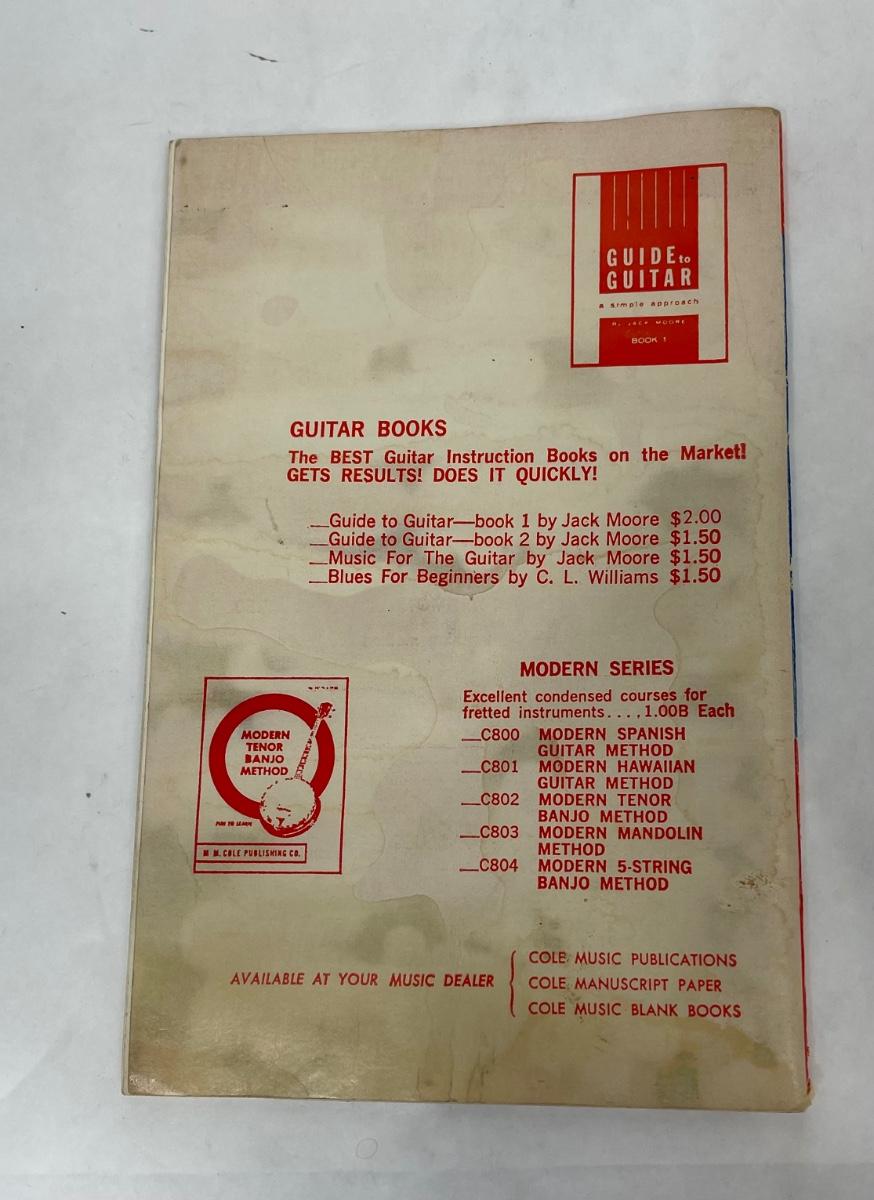 GUIDE to
GUITAR
a simple approach
JACK MOORE
BOOK 1
GUITAR BOOKS
The BEST Guitar Instruction Books on the Market!
GETS RESULTS! DOES IT QUICKLY!
__Guide to Guitar—book 1 by Jack Moore $2.00
__Guide to Guitar—book 2 by Jack Moore $1.50
__Music For The Guitar by Jack Moore $1.50
__Blues For Beginners by C. L. Williams $1.50
MODERN SERIES
Excellent condensed courses for
fretted instruments....1.00B Each
__C800 MODERN SPANISH
GUITAR METHOD
__C801 MODERN HAWAIIAN
GUITAR METHOD
__C802 MODERN TENOR
BANJO METHOD
__C803 MODERN MANDOLIN
METHOD
__C804 MODERN 5-STRING
BANJO METHOD
MODERN
TENOR
BANJO
METHOD
FUN TO LEARN
M. M. COLE PUBLISHING CO.
AVAILABLE AT YOUR MUSIC DEALER
COLE MUSIC PUBLICATIONS
COLE MANUSCRIPT PAPER
COLE MUSIC BLANK BOOKS